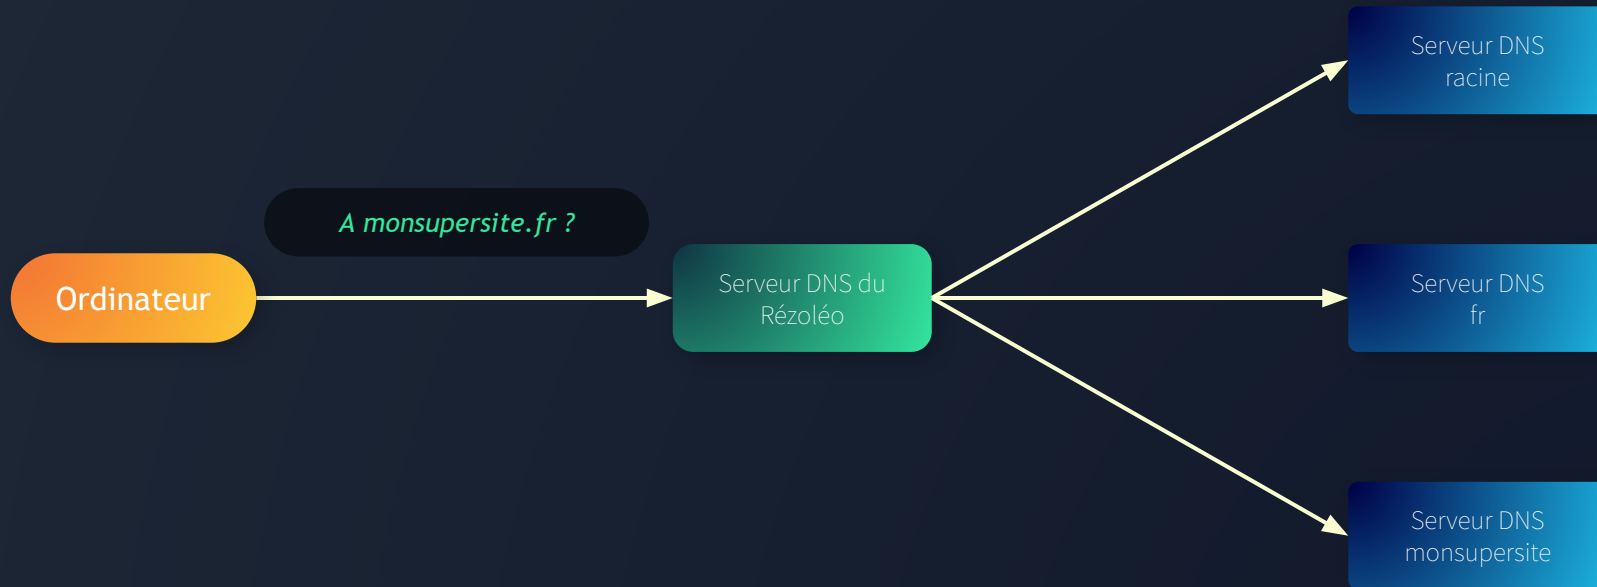 Serveur DNS
racine
A monsupersite.fr ?
Ordinateur
Serveur DNS du
Rézoléo
Serveur DNS
fr
Serveur DNS
monsupersite